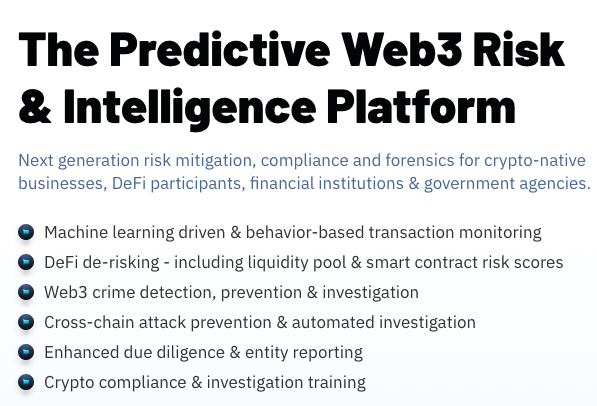 The Predictive Web3 Risk
& Intelligence Platform
Next generation risk mitigation, compliance and forensics for crypto-native
businesses, DeFi participants, financial institutions & government agencies.
Machine learning driven & behavior-based transaction monitoring
DeFi de-risking - including liquidity pool & smart contract risk scores
Web3 crime detection, prevention & investigation
Cross-chain attack prevention & automated investigation
Enhanced due diligence & entity reporting
Crypto compliance & investigation training